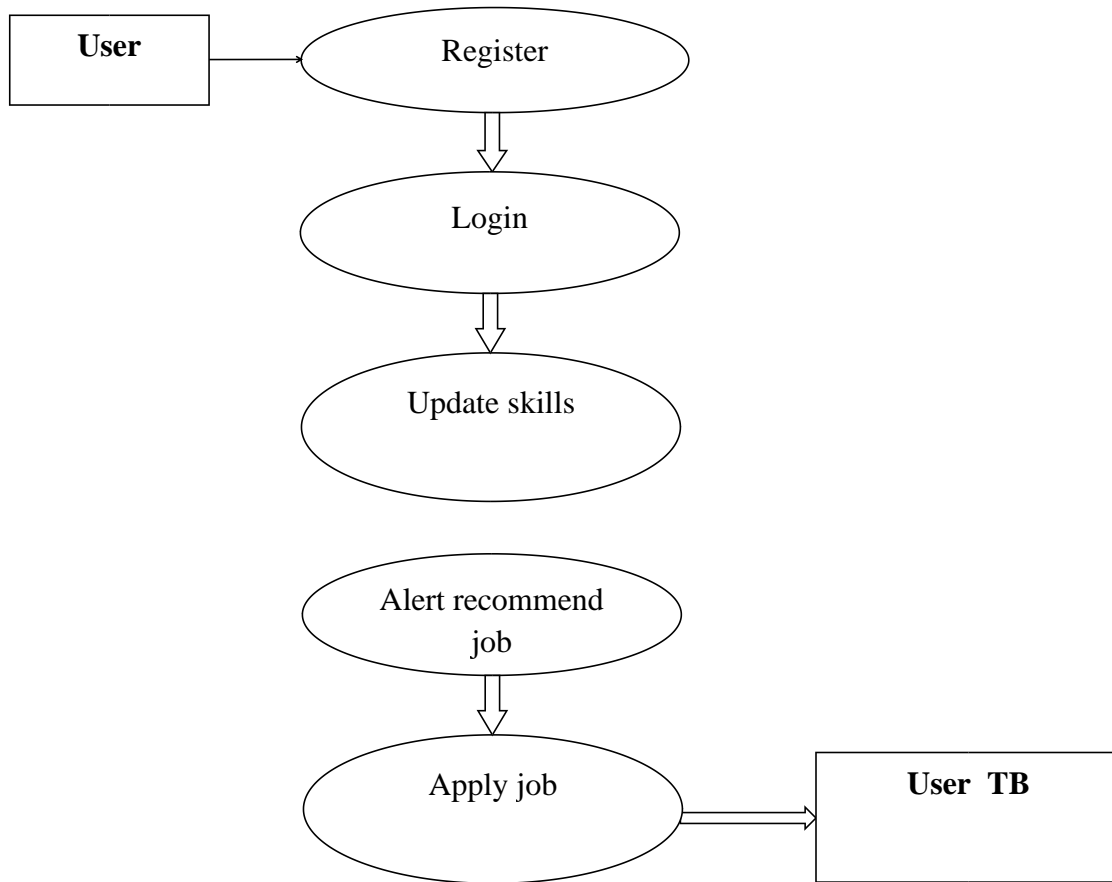 User
Register
Login
Update skills
Alert recommend
job
Apply job
User TB